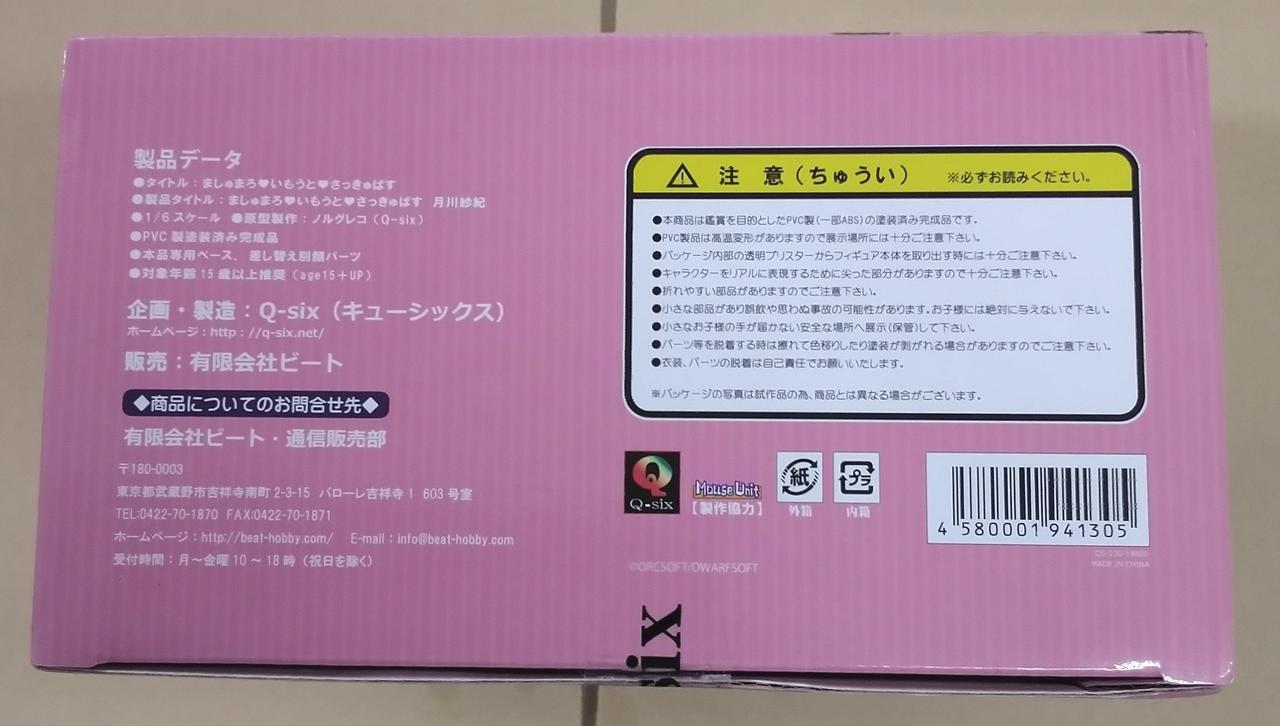 製品データ
●タイトル：ましゅまろ♥いもうと♥さっきゅばす
●製品タイトル：ましゅまろ♥いもうと♥さっきゅばす 月川紗紀
●1/6スケール ●原型製作：ノルグレコ（Q-six）
●PVC製塗装済み完成品
●本品専用ベース、差し替え別顔パーツ
●対象年齢15歳以上推奨（age15＋UP）
企画・製造：Q-six（キューシックス）
ホームページ：http：//q-six.net/
販売：有限会社ビート
◆商品についてのお問合せ先◆
有限会社ビート・通信販売部
〒180-0003
東京都武蔵野市吉祥寺南町2-3-15 バローレ吉祥寺1 603号室
TEL:0422-70-1870 FAX:0422-70-1871
ホームページ：http://beat-hobby.com/ E-mail：info@beat-hobby.com
受付時間：月～金曜10～18時（祝日を除く）
注意（ちゅうい） ※必ずお読みください。
●本商品は鑑賞を目的としたPVC製(一部ABS)の塗装済み完成品です。
●PVC製品は高温変形がありますので展示場所には十分ご注意下さい。
●パッケージ内部の透明ブリスターからフィギュア本体を取り出す時には十分ご注意下さい。
●キャラクターをリアルに表現するために尖った部分がありますので十分ご注意下さい。
●折れやすい部品がありますのでご注意下さい。
●小さな部品があり誤飲や思わぬ事故の可能性があります。お子様には絶対に与えないで下さい。
●小さなお子様の手が届かない安全な場所へ展示(保管)して下さい。
●パーツ等を脱着する時は擦れて色移りしたり塗装が剥がれる場合がありますのでご注意下さい。
●衣装、パーツの脱着は自己責任でお願いいたします。
※パッケージの写真は試作品の為、商品とは異なる場合がございます。
Q-six
Mouse Unit
【製作協力】
紙
外箱
プラ
内箱
4 580001 941305
MADE IN CHINA
©ORCSOFT/DWARFSOFT
siX